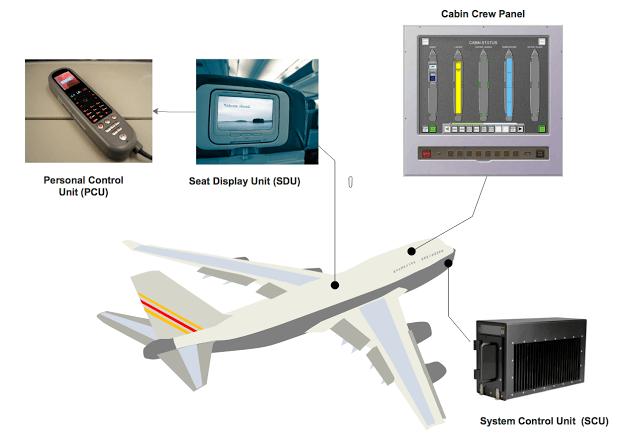 Cabin Crew Panel
CABIN STATUS
Welcome aboard
Personal Control
Unit (PCU)
Seat Display Unit (SDU)
System Control Unit (SCU)